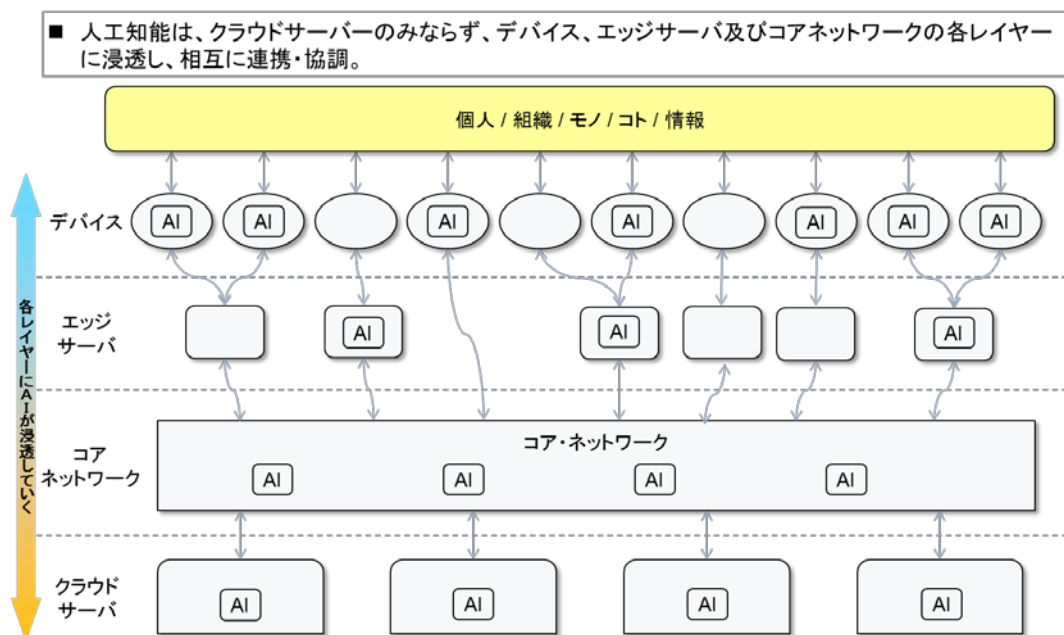 ■ 人工知能は、クラウドサーバーのみならず、デバイス、エッジサーバ及びコアネットワークの各レイヤー
に浸透し、相互に連携・協調。
個人 / 組織 / モノ / コト / 情報
各レイヤーにAIが浸透していく
デバイス
AI AI AI AI AI AI AI
エッジ
サーバ
AI AI AI
コア・ネットワーク
コア
ネットワーク
AI AI AI AI
クラウド
サーバ
AI AI AI AI